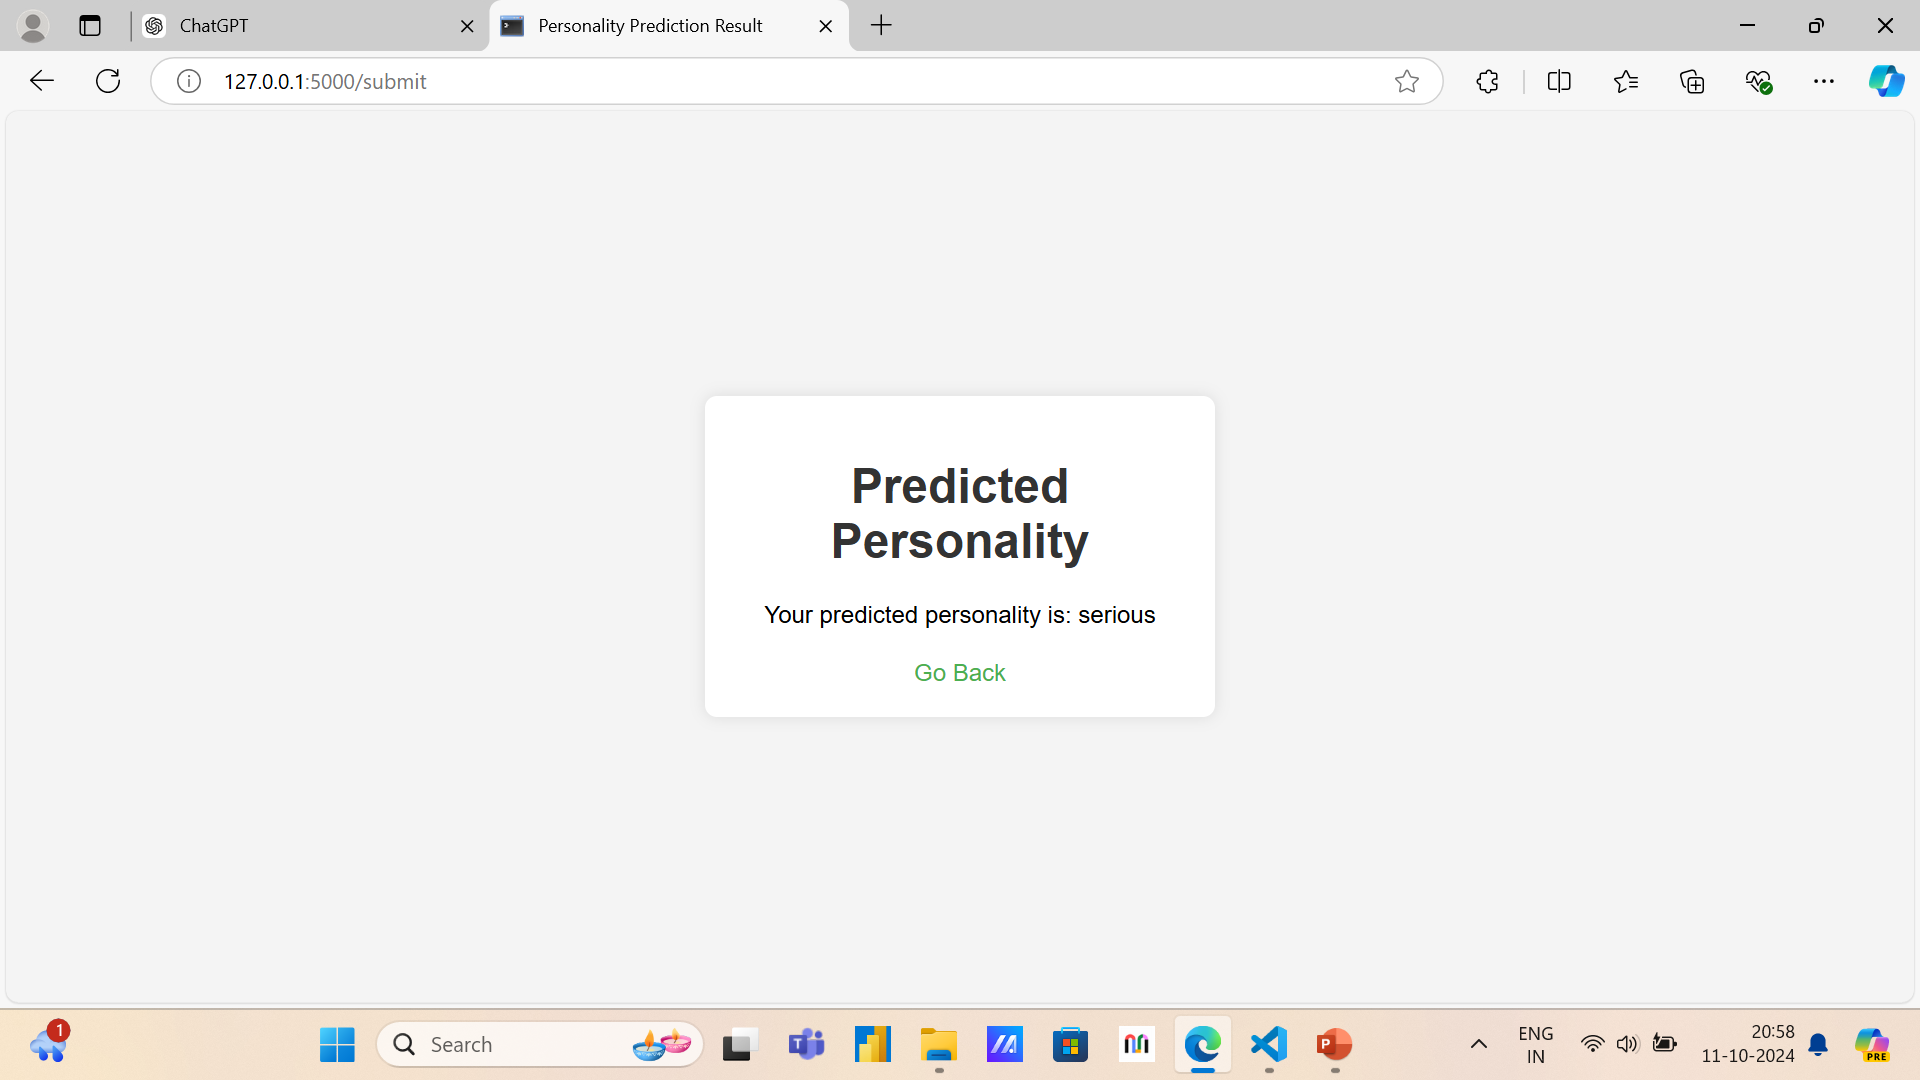 ChatGPT
Personality Prediction Result
127.0.0.1:5000/submit
Predicted
Personality
Your predicted personality is: serious
Go Back
1
Search
T
P
ENG
IN
20:58
11-10-2024
PRE